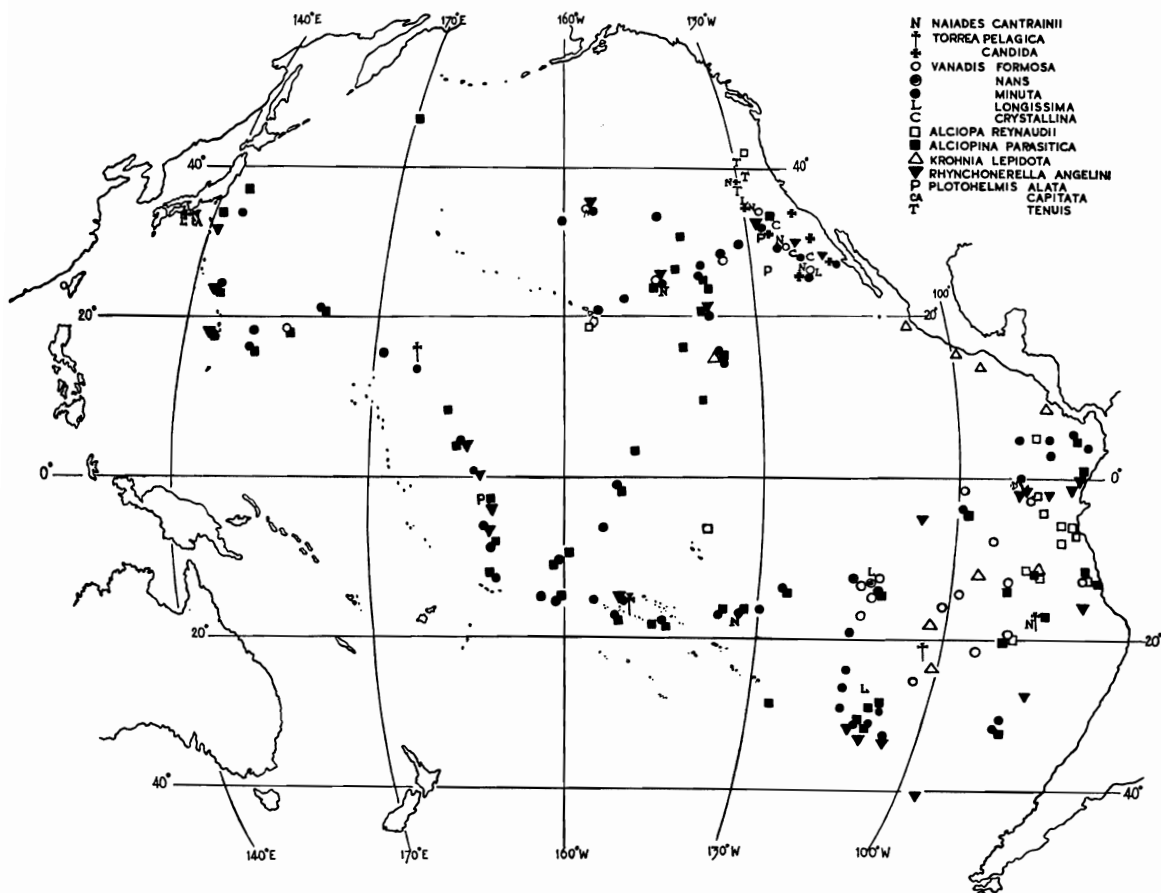 140°E 170°E 160°W 130°W
N NAIADES CANTRAINII
TORREA PELAGICA
CANDIDA
O VANADIS FORMOSA
NANS
MINUTA
L LONGISSIMA
C CRYSTALLINA
ALCIOPA REYNAUDII
ALCIOPINA PARASITICA
KROHNIA LEPIDOTA
RHYNCHONERELLA ANGELINI
P PLOTOHELMIS ALATA
CA CAPITATA
T TENUIS
40° 40°
100°
20° 20°
0° 0°
20° 20°
40° 40°
140°E 170°E 160°W 130°W 100°W